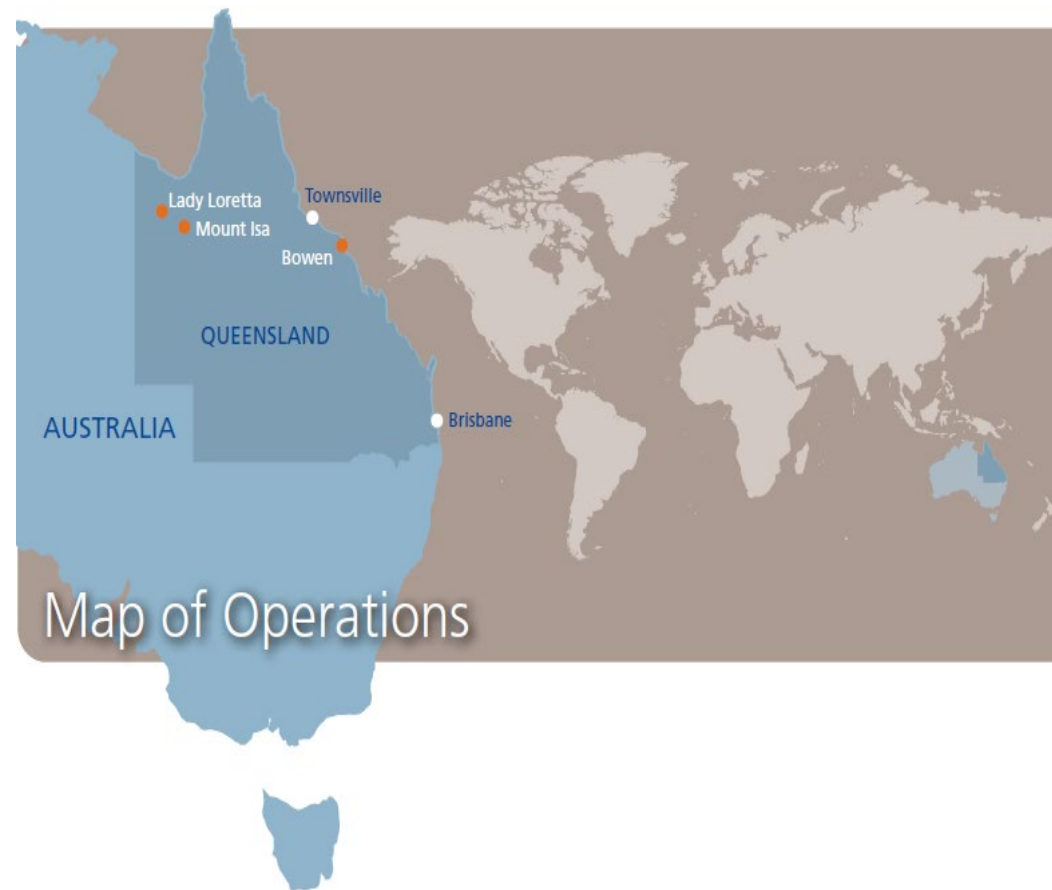 Lady Loretta
Townsville
Mount Isa
Bowen
QUEENSLAND
AUSTRALIA
Brisbane
Map of Operations